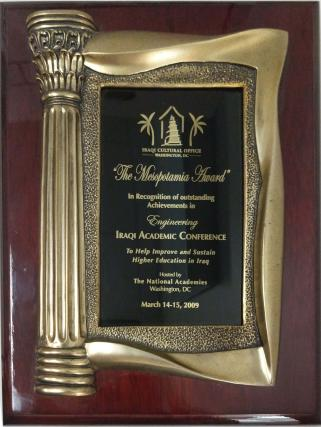 IRAQI CULTURAL OFFICE
WASHINGTON, DC
"The Mesopotamia Award"
In Recognition of outstanding
Achievements in
Engineering
IRAQI ACADEMIC CONFERENCE
To Help Improve and Sustain
Higher Education in Iraq
Hosted by
The National Academies
Washington, DC
March 14-15, 2009